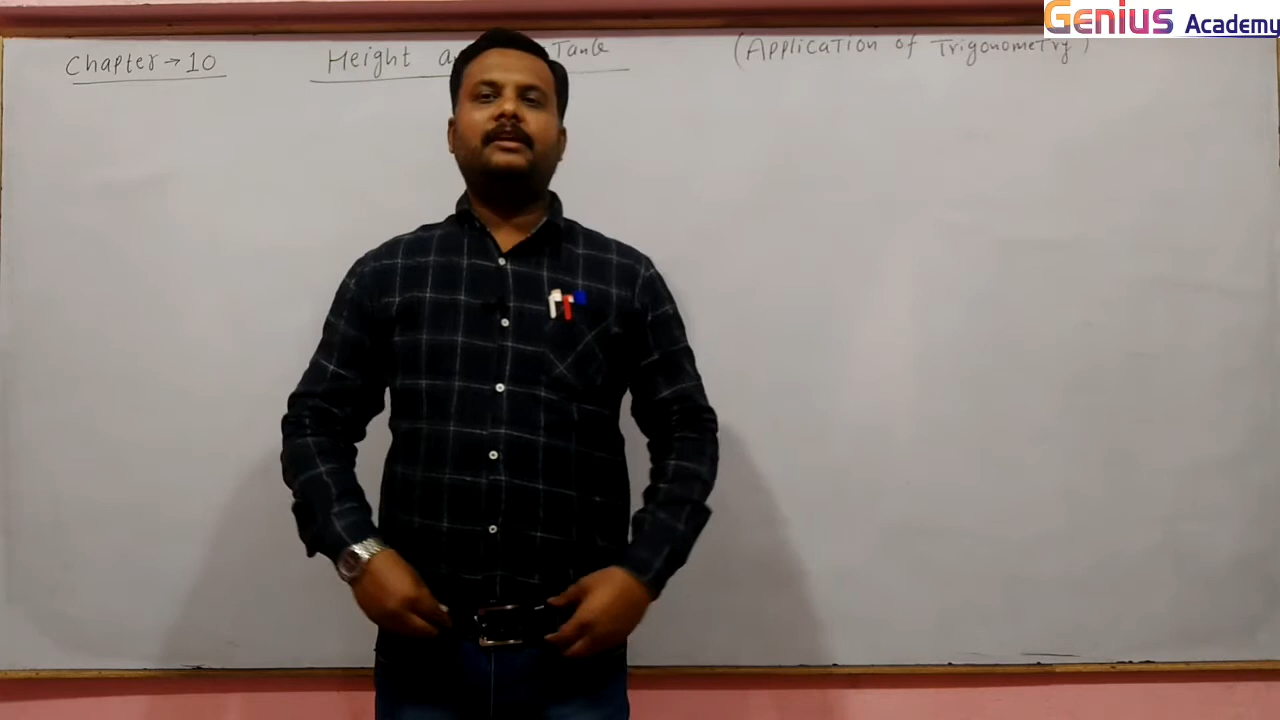 Genius Academy
Chapter → 10 Height (Application of Trigonometry)